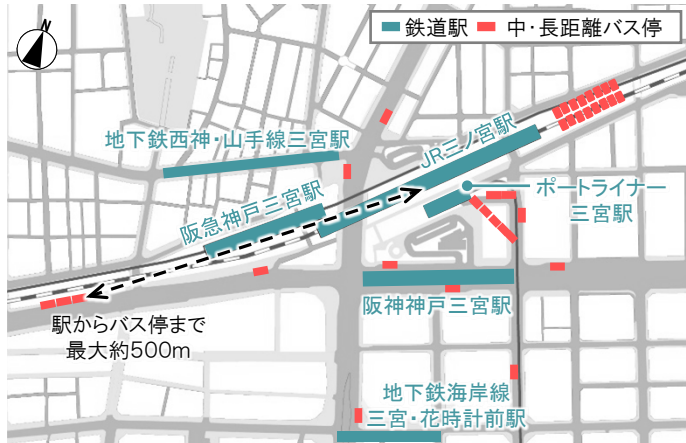 N
鉄道駅 中・長距離バス停
地下鉄西神・山手線三宮駅
JR三ノ宮駅
阪急神戸三宮駅
ポートライナー
三宮駅
阪神神戸三宮駅
駅からバス停まで
最大約500m
地下鉄海岸線
三宮・花時計前駅